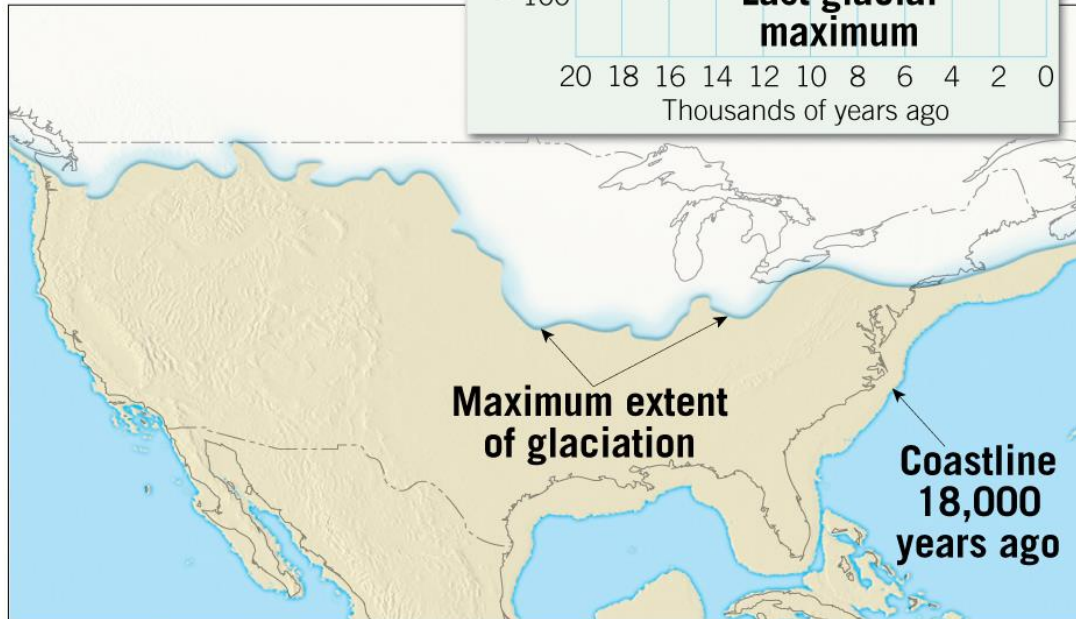 maximum
20 18 16 14 12 10 8 6 4 2 0
Thousands of years ago
Maximum extent
of glaciation
Coastline
18,000
years ago